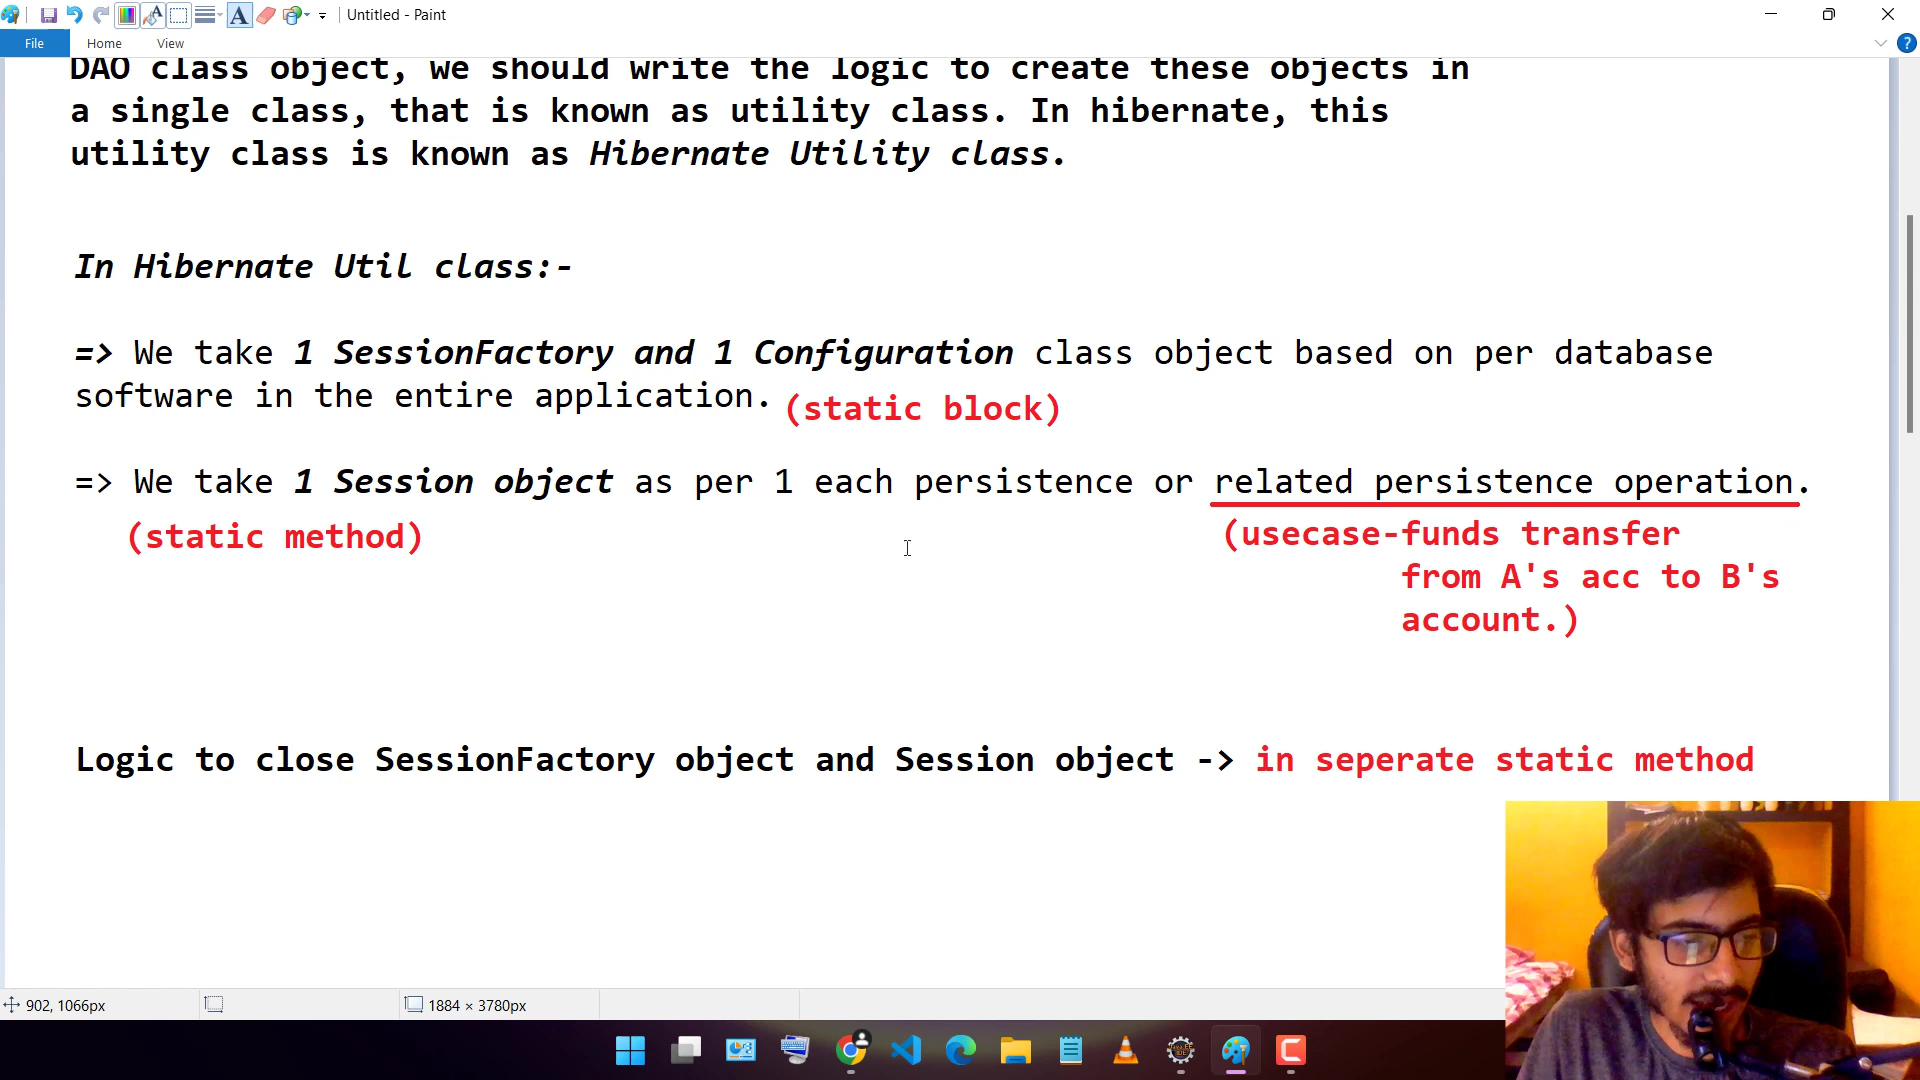 Untitled - Paint
File Home View
DAO class object, we should write the logic to create these objects in
a single class, that is known as utility class. In hibernate, this
utility class is known as Hibernate Utility class.
In Hibernate Util class:-
=> We take 1 SessionFactory and 1 Configuration class object based on per database
software in the entire application. (static block)
=> We take 1 Session object as per 1 each persistence or related persistence operation.
(static method)
(usecase-funds transfer
from A's acc to B's
account.)
Logic to close SessionFactory object and Session object -> in seperate static method
902, 1066px
1884 × 3780px